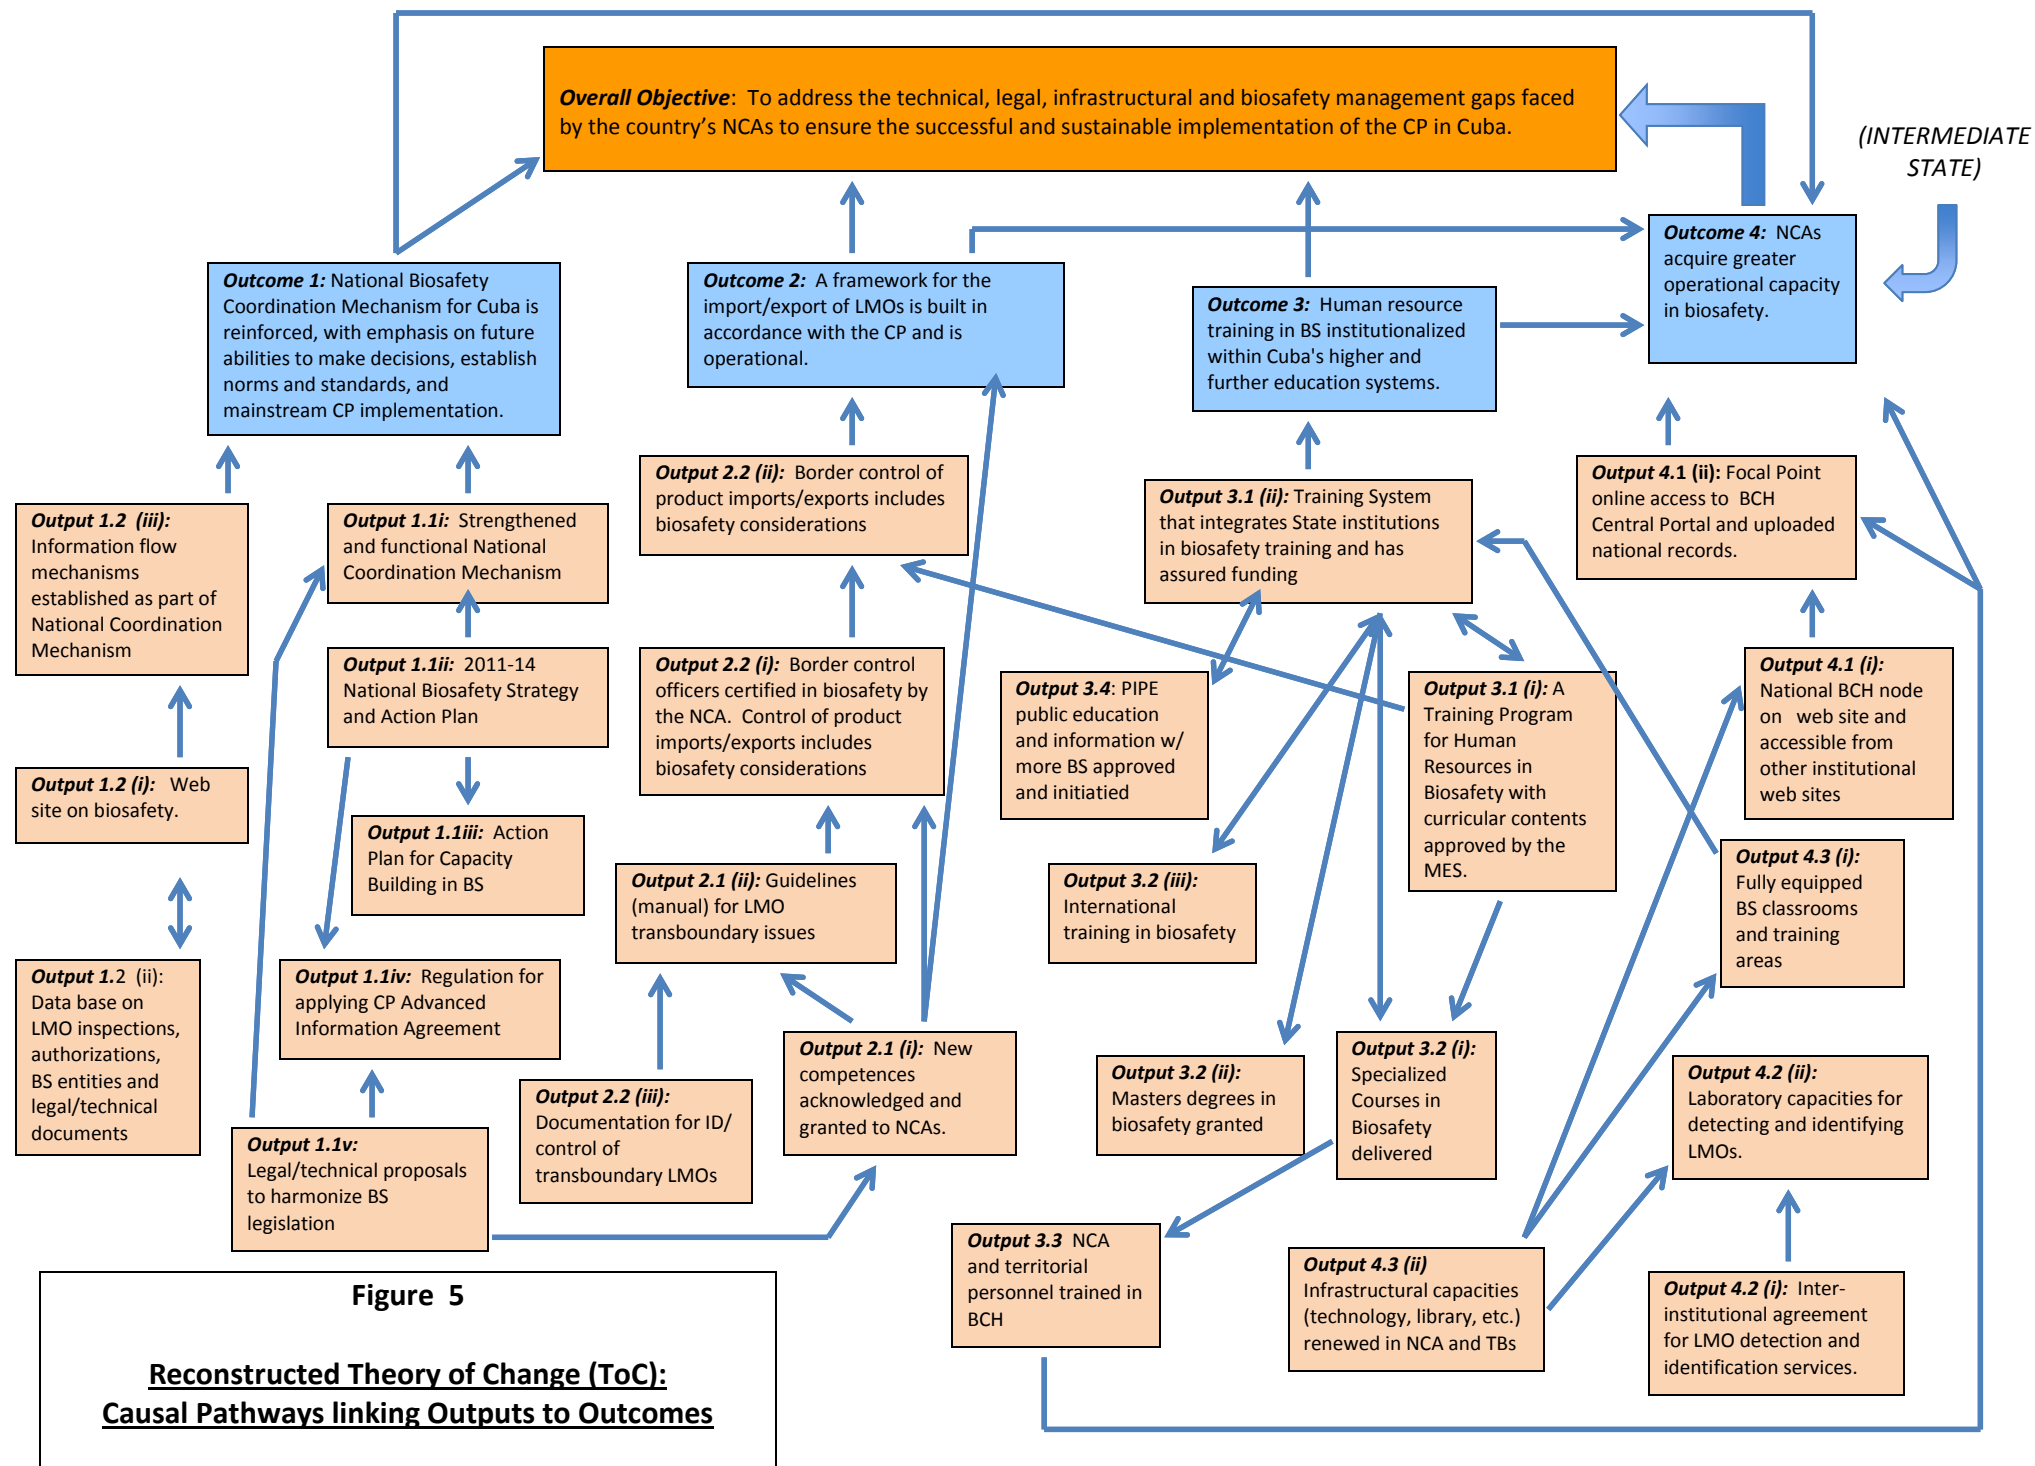 Overall Objective: To address the technical, legal, infrastructural and biosafety management gaps faced
by the country's NCAs to ensure the successful and sustainable implementation of the CP in Cuba.
(INTERMEDIATE
STATE)
Outcome 1: National Biosafety
Coordination Mechanism for Cuba is
reinforced, with emphasis on future
abilities to make decisions, establish
norms and standards, and
mainstream CP implementation.
Outcome 2: A framework for the
import/export of LMOs is built in
accordance with the CP and is
operational.
Outcome 3: Human resource
training in BS institutionalized
within Cuba's higher and
further education systems.
Outcome 4: NCAs
acquire greater
operational capacity
in biosafety.
Output 1.2 (iii):
Information flow
mechanisms
established as part of
National Coordination
Mechanism
Output 1.1i: Strengthened
and functional National
Coordination Mechanism
Output 2.2 (ii): Border control of
product imports/exports includes
biosafety considerations
Output 3.1 (ii): Training System
that integrates State institutions
in biosafety training and has
assured funding
Output 4.1 (ii): Focal Point
online access to BCH
Central Portal and uploaded
national records.
Output 1.1ii: 2011-14
National Biosafety Strategy
and Action Plan
Output 2.2 (i): Border control
officers certified in biosafety by
the NCA. Control of product
imports/exports includes
biosafety considerations
Output 3.4: PIPE
public education
and information w/
more BS approved
and initiatied
Output 3.1 (i): A
Training Program
for Human
Resources in
Biosafety with
curricular contents
approved by the
MES.
Output 4.1 (i):
National BCH node
on web site and
accessible from
other institutional
web sites
Output 1.2 (i): Web
site on biosafety.
Output 1.1iii: Action
Plan for Capacity
Building in BS
Output 2.1 (ii): Guidelines
(manual) for LMO
transboundary issues
Output 3.2 (iii):
International
training in biosafety
Output 4.3 (i):
Fully equipped
BS classrooms
and training
areas
Output 1.2 (ii):
Data base on
LMO inspections,
authorizations,
BS entities and
legal/technical
documents
Output 1.1iv: Regulation for
applying CP Advanced
Information Agreement
Output 2.1 (i): New
competences
acknowledged and
granted to NCAs.
Output 3.2 (ii):
Masters degrees in
biosafety granted
Output 3.2 (i):
Specialized
Courses in
Biosafety
delivered
Output 4.2 (ii):
Laboratory capacities for
detecting and identifying
LMOs.
Output 1.1v:
Legal/technical proposals
to harmonize BS
legislation
Output 2.2 (iii):
Documentation for ID/
control of
transboundary LMOs
Output 3.3 NCA
and territorial
personnel trained in
BCH
Output 4.3 (ii)
Infrastructural capacities
(technology, library, etc.)
renewed in NCA and TBs
Output 4.2 (i): Inter-
institutional agreement
for LMO detection and
identification services.
Figure 5
Reconstructed Theory of Change (ToC):
Causal Pathways linking Outputs to Outcomes